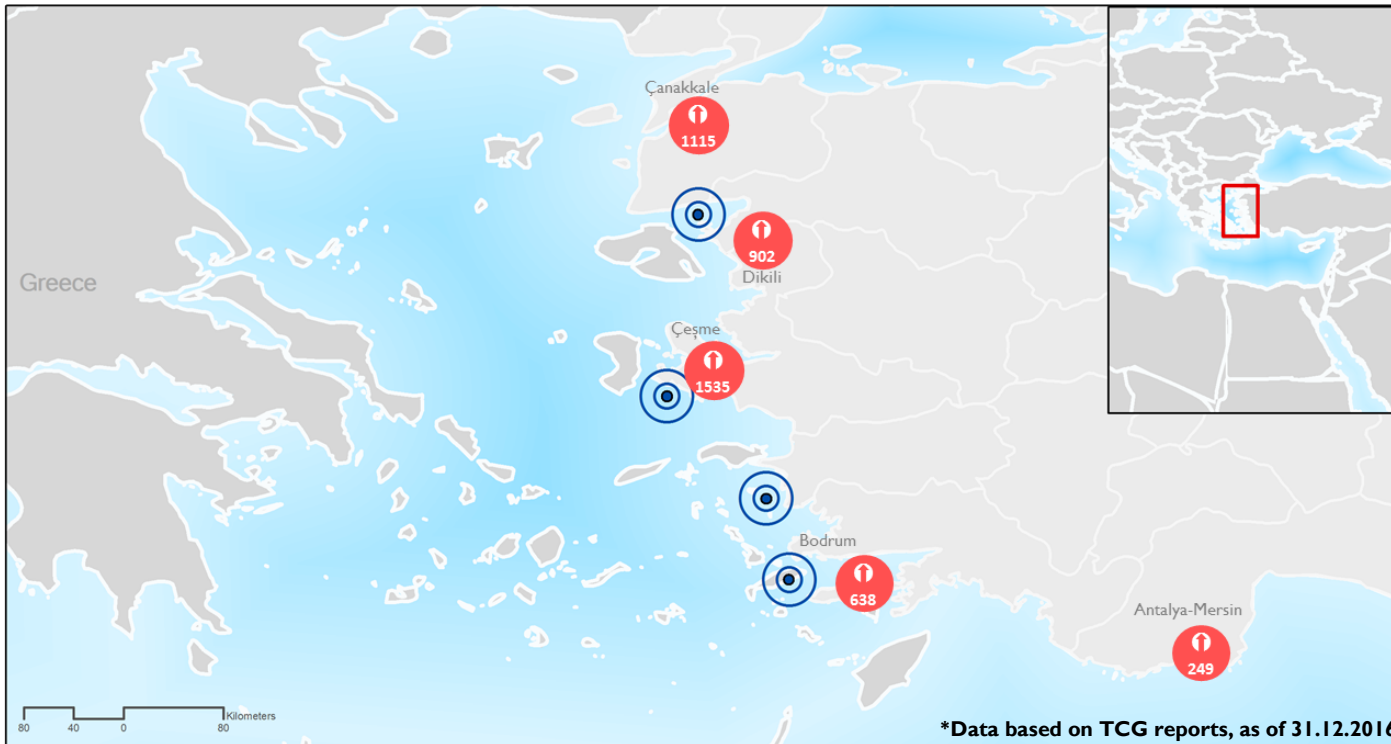 Çanakkale
1115
902
Dikili
Greece
Çeşme
1535
Bodrum
638
Antalya-Mersin
249
Kilometers
80 40 0 80
*Data based on TCG reports, as of 31.12.2016